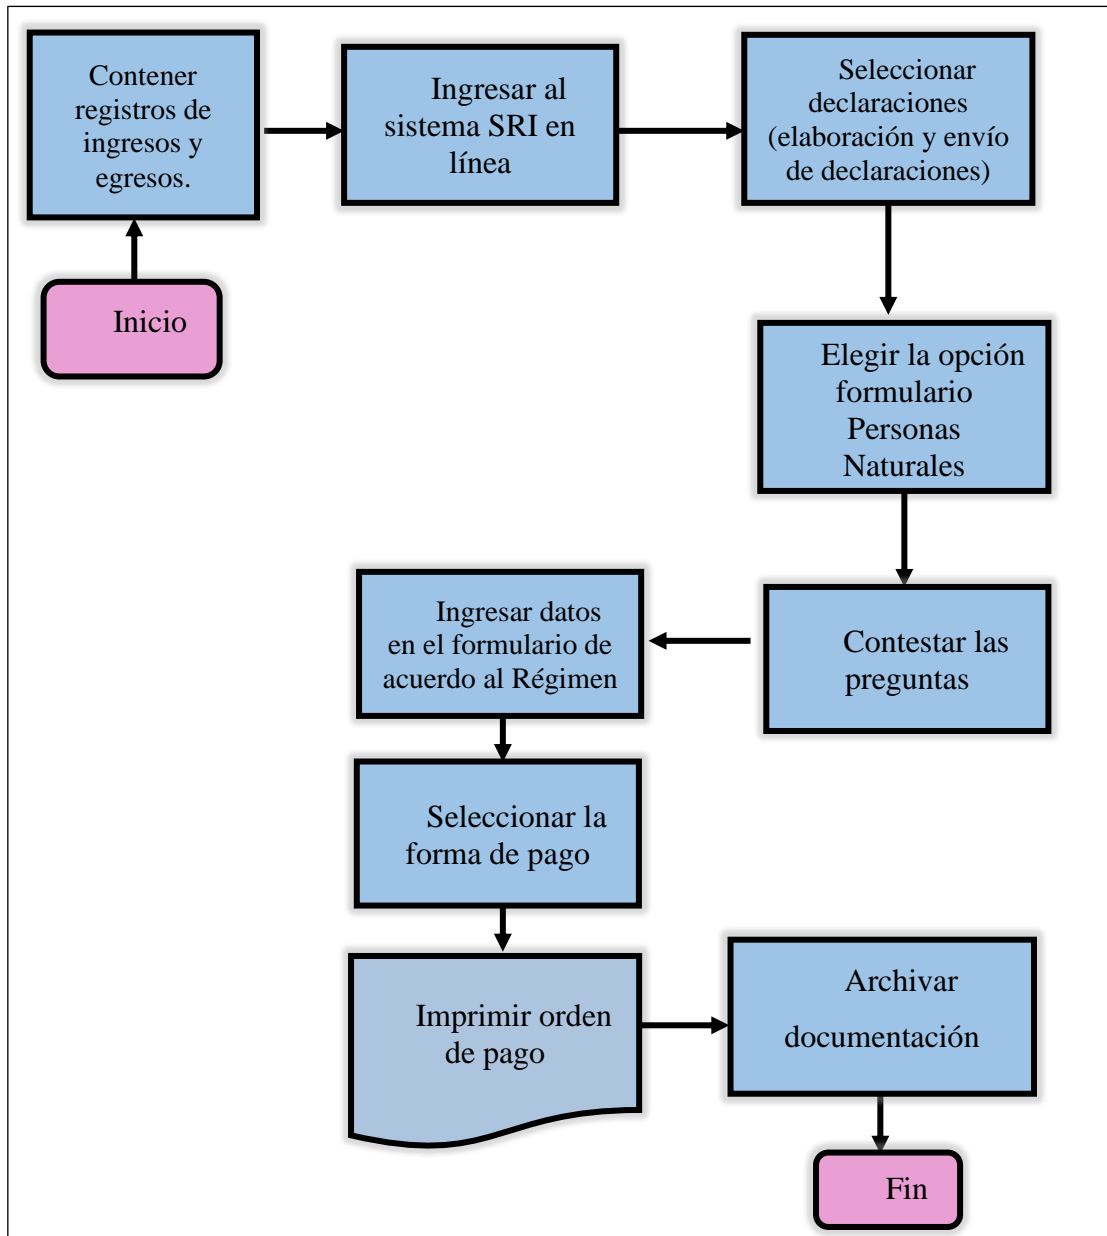 Inicio
Contener
registros de
ingresos y
egresos.
Ingresar al
sistema SRI en
línea
Seleccionar
declaraciones
(elaboración y envío
de declaraciones)
Elegir la opción
formulario
Personas
Naturales
Contestar las
preguntas
Ingresar datos
en el formulario de
acuerdo al Régimen
Seleccionar la
forma de pago
Imprimir orden
de pago
Archivar
documentación
Fin